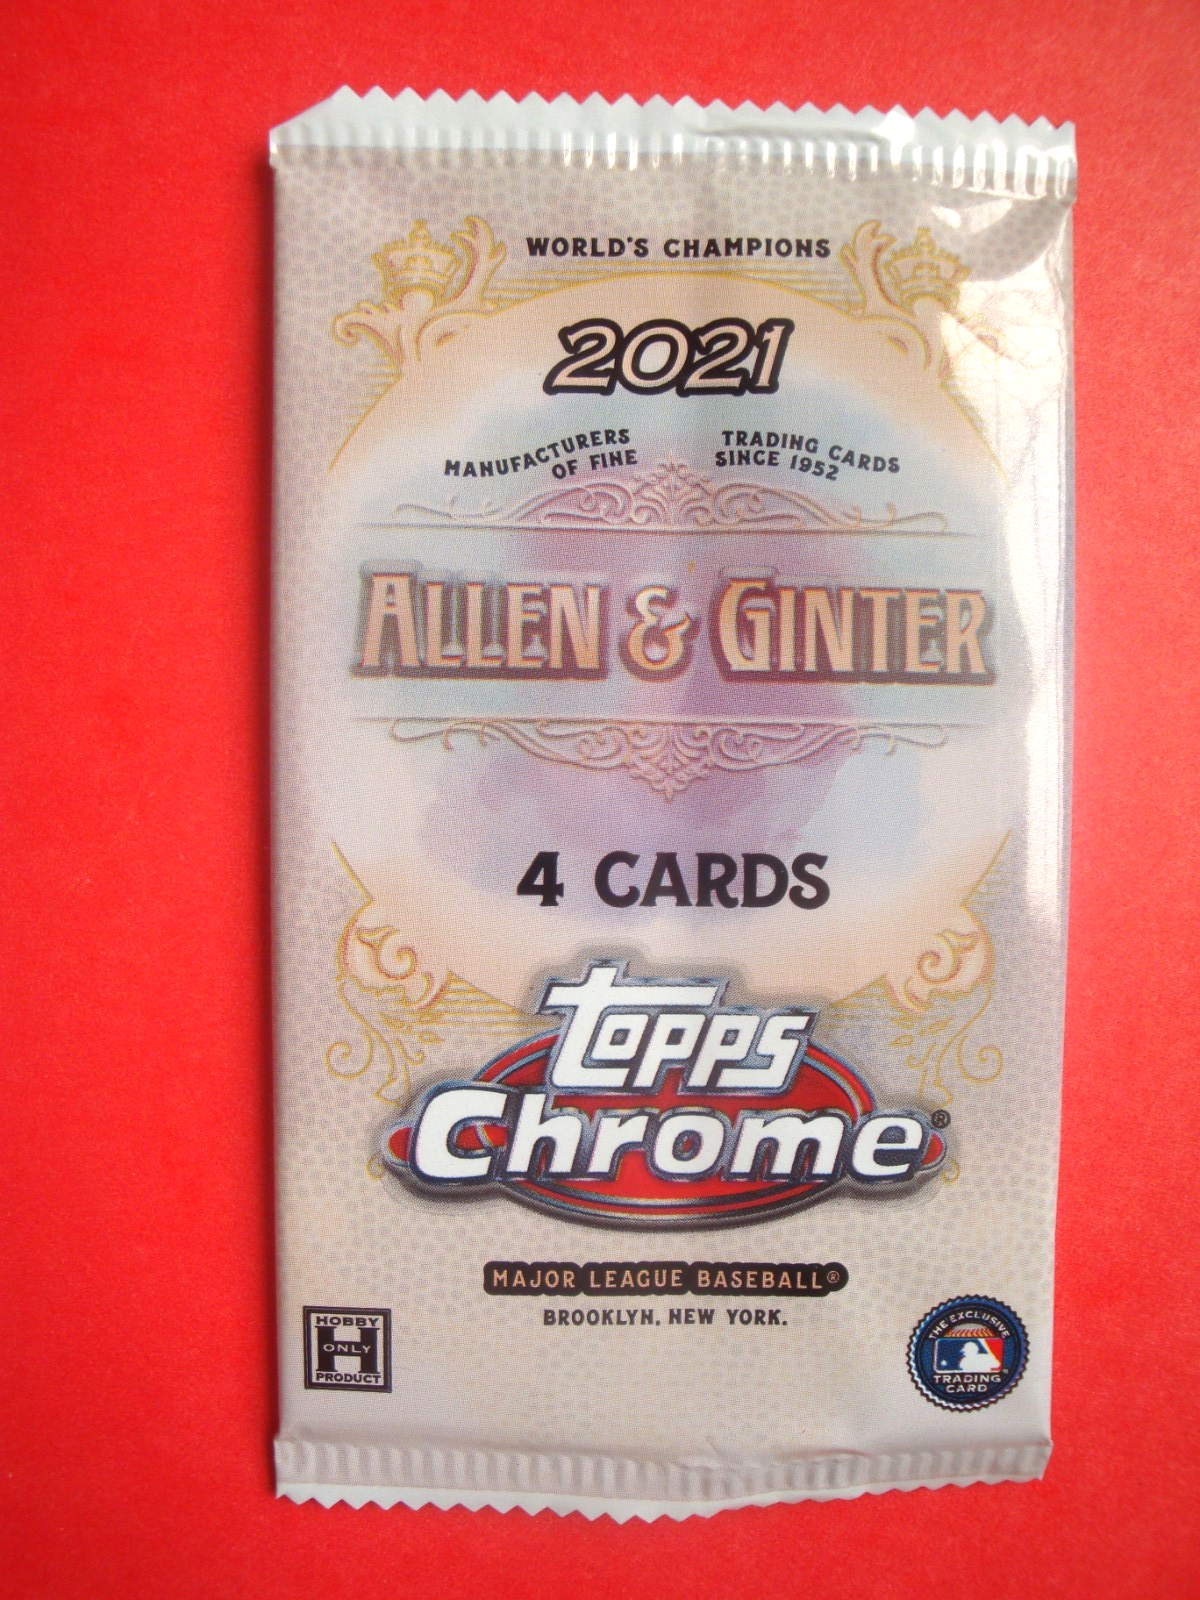 WORLD'S CHAMPIONS
2021
MANUFACTURERS
OF FINE
TRADING CARDS
SINCE 1952
ALLEN & GINTER
4 CARDS
topps
Chrome®
MAJOR LEAGUE BASEBALL®
BROOKLYN, NEW YORK.
HOBBY
H
ONLY
PRODUCT
THE EXCLUSIVE
TRADING
CARD